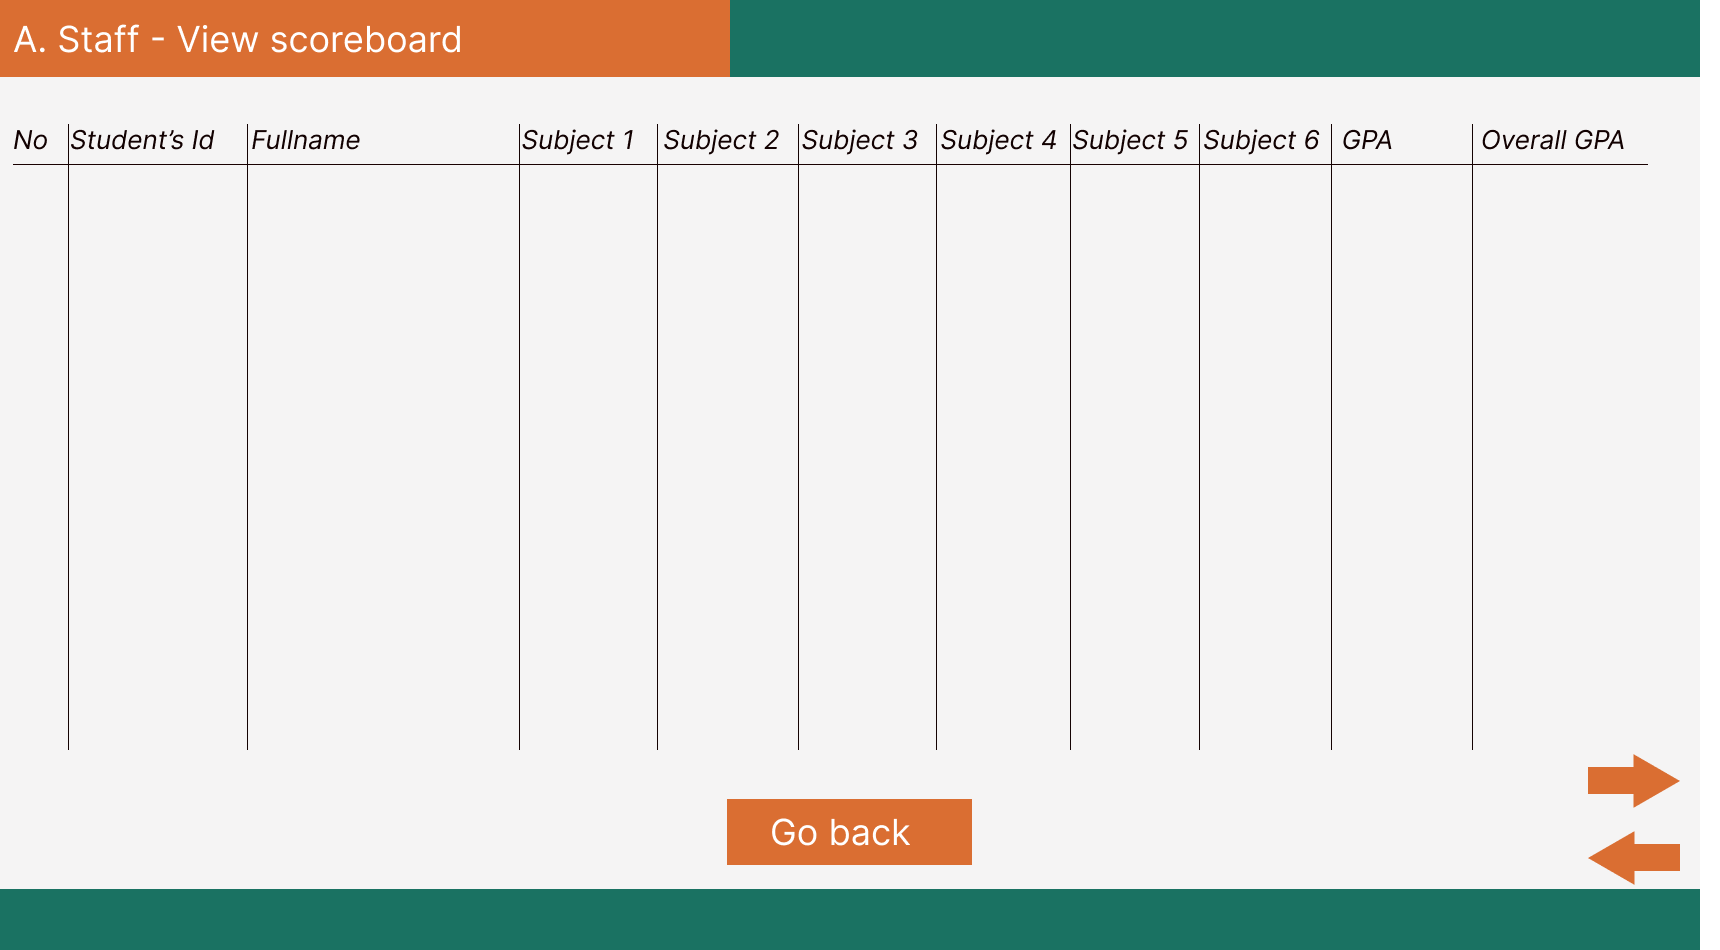 A. Staff - View scoreboard
No Student’s Id Fullname Subject 1 Subject 2 Subject 3 Subject 4 Subject 5 Subject 6 GPA Overall GPA
Go back